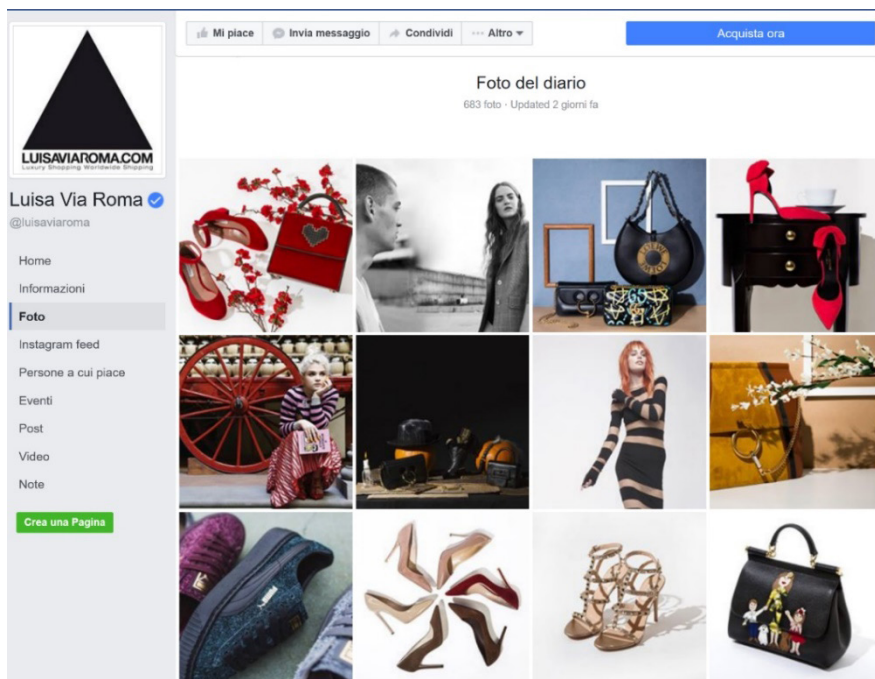 Mi piace Invia messaggio Condividi Altro Acquista ora
LUISAVIAROMA.COM
Luxury Shopping Worldwide Shipping
Luisa Via Roma
@luisaviaroma
Home
Informazioni
Foto
Instagram feed
Persone a cui piace
Eventi
Post
Video
Note
Crea una Pagina
Foto del diario
683 foto · Updated 2 giorni fa